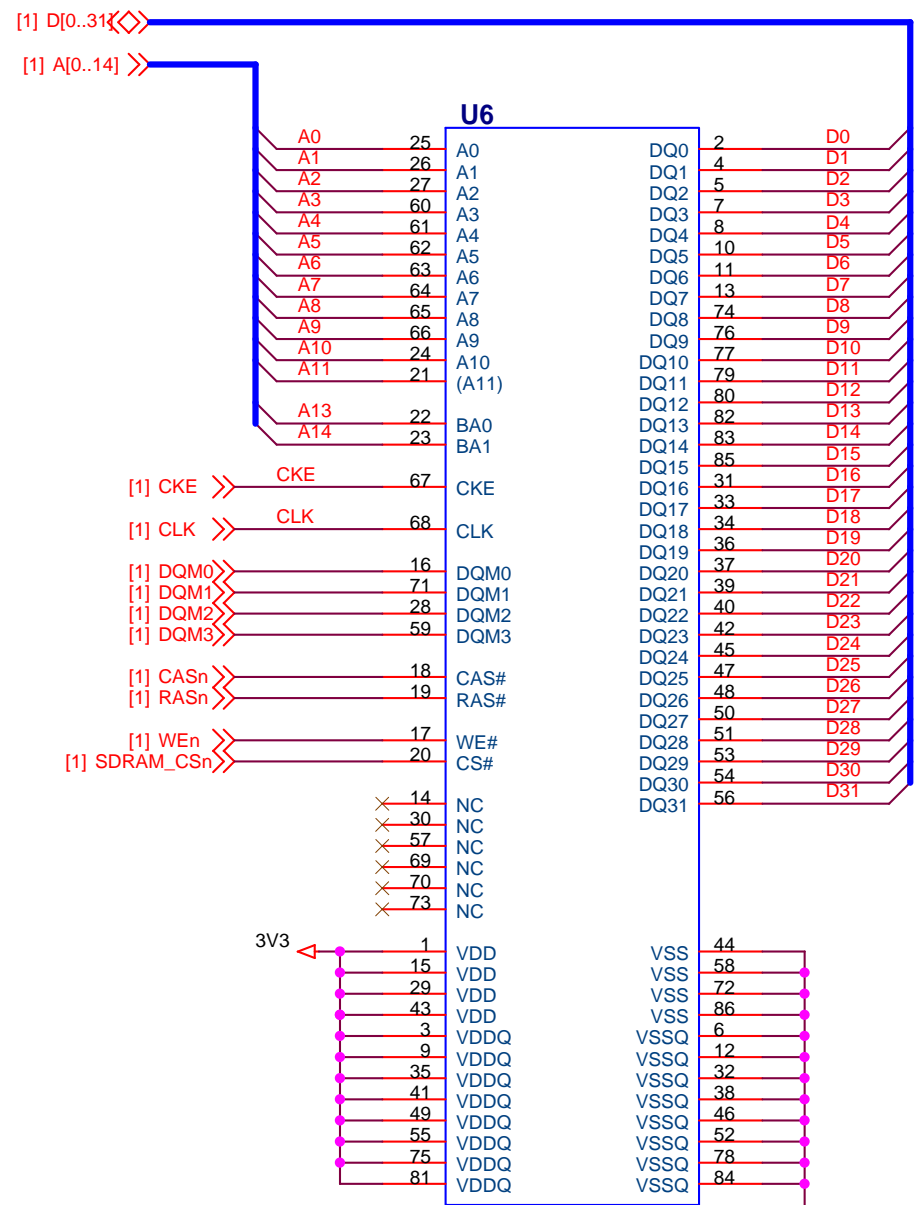 [1] D[0..31]
[1] A[0..14]
U6
A0 25 A0 DQ0 2 D0
A1 26 A1 DQ1 4 D1
A2 27 A2 DQ2 5 D2
A3 60 A3 DQ3 7 D3
A4 61 A4 DQ4 8 D4
A5 62 A5 DQ5 10 D5
A6 63 A6 DQ6 11 D6
A7 64 A7 DQ7 13 D7
A8 65 A8 DQ8 74 D8
A9 66 A9 DQ9 76 D9
A10 24 A10 DQ10 77 D10
A11 21 (A11) DQ11 79 D11
DQ12 80 D12
A13 22 BA0 DQ13 82 D13
A14 23 BA1 DQ14 83 D14
DQ15 85 D15
[1] CKE CKE 67 CKE DQ16 31 D16
DQ17 33 D17
[1] CLK CLK 68 CLK DQ18 34 D18
DQ19 36 D19
[1] DQM0 16 DQM0 DQ20 37 D20
[1] DQM1 71 DQM1 DQ21 39 D21
[1] DQM2 28 DQM2 DQ22 40 D22
[1] DQM3 59 DQM3 DQ23 42 D23
DQ24 45 D24
[1] CASn 18 CAS# DQ25 47 D25
[1] RASn 19 RAS# DQ26 48 D26
DQ27 50 D27
[1] WEn 17 WE# DQ28 51 D28
[1] SDRAM_CSn 20 CS# DQ29 53 D29
DQ30 54 D30
14 NC DQ31 56 D31
30 NC
57 NC
69 NC
70 NC
73 NC
3V3 1 VDD VSS 44
15 VDD VSS 58
29 VDD VSS 72
43 VDD VSS 86
3 VDDQ VSSQ 6
9 VDDQ VSSQ 12
35 VDDQ VSSQ 32
41 VDDQ VSSQ 38
49 VDDQ VSSQ 46
55 VDDQ VSSQ 52
75 VDDQ VSSQ 78
81 VDDQ VSSQ 84